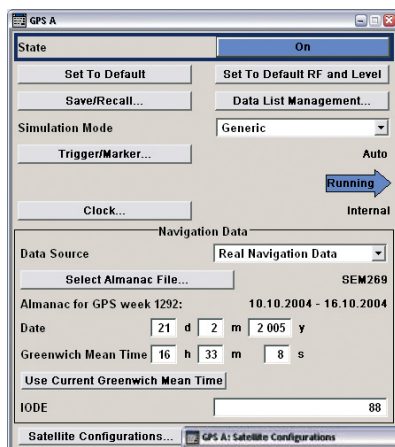 GPS A
State On
Set To Default Set To Default RF and Level
Save/Recall... Data List Management...
Simulation Mode Generic
Trigger/Marker... Auto
Running
Clock... Internal
Navigation Data
Data Source Real Navigation Data
Select Almanac File... SEM269
Almanac for GPS week 1292: 10.10.2004 - 16.10.2004
Date 21 d 2 m 2 005 y
Greenwich Mean Time 16 h 33 m 8 s
Use Current Greenwich Mean Time
IODE 88
Satellite Configurations... GPS A: Satellite Configurations